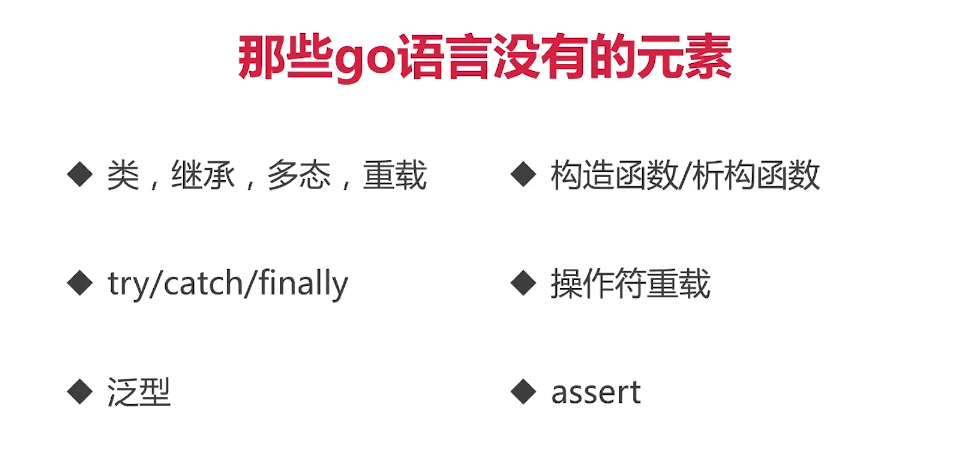 那些go语言没有的元素
◆ 类，继承，多态，重载
◆ 构造函数/析构函数
◆ try/catch/finally
◆ 操作符重载
◆ 泛型
◆ assert